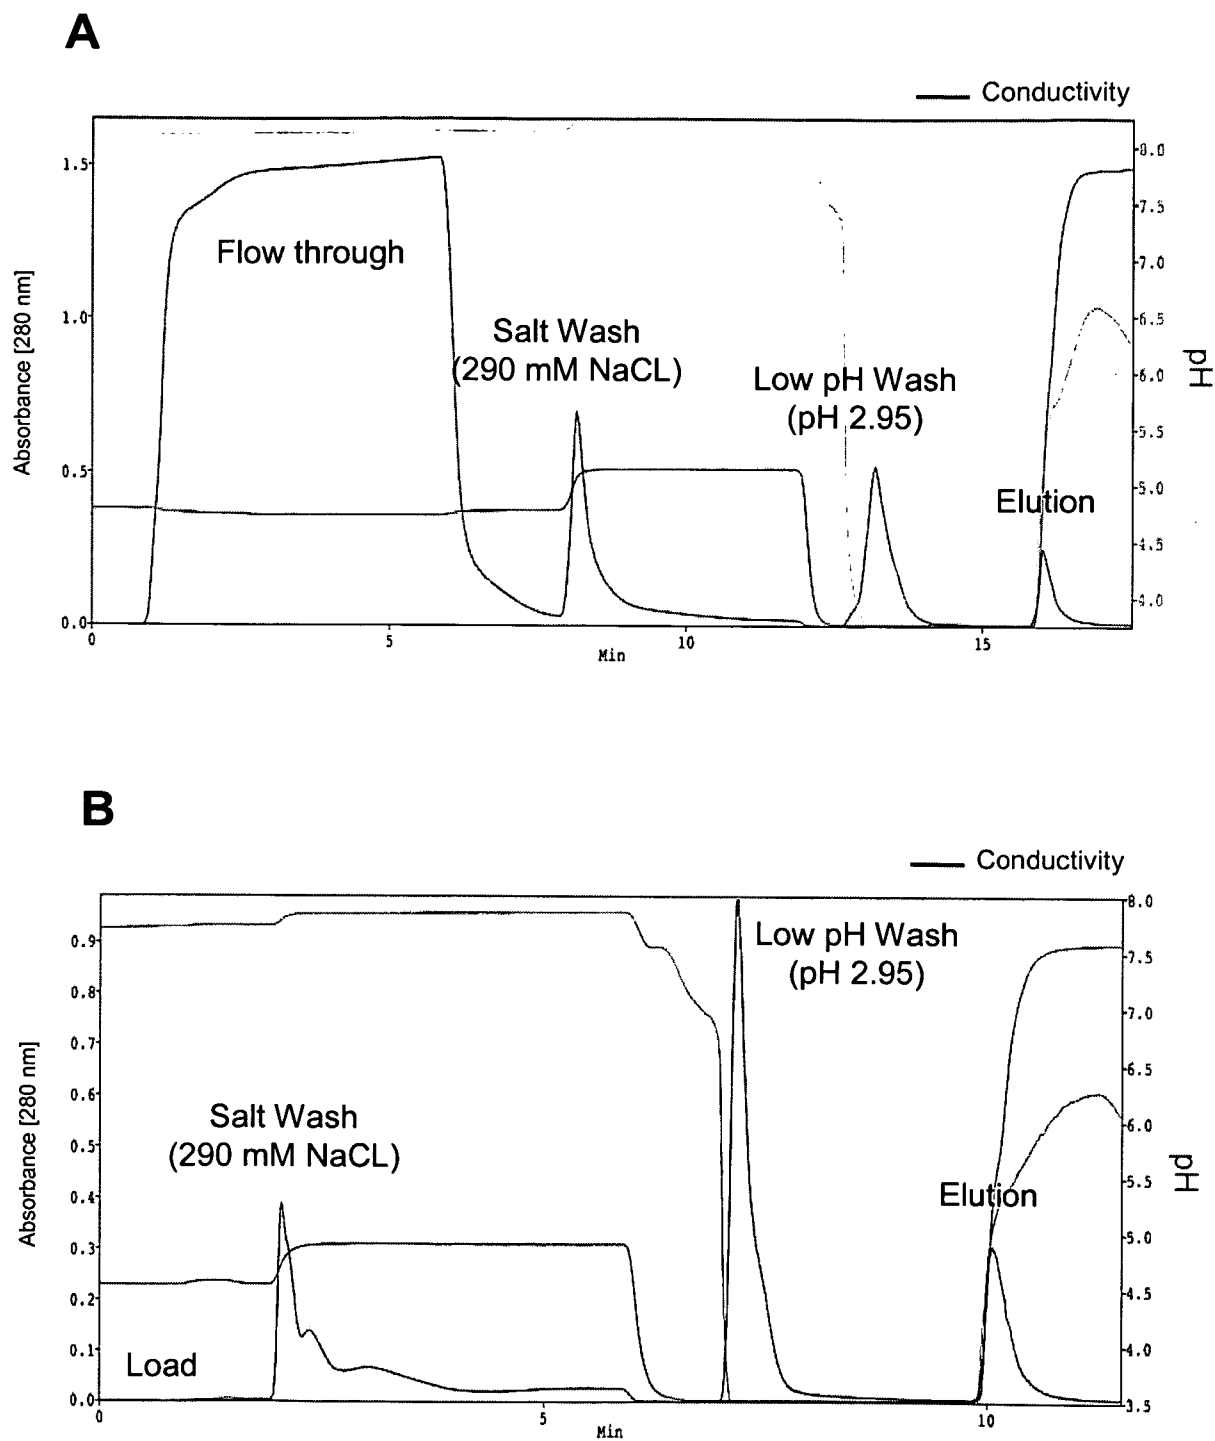 A
Conductivity
1.5
1.0
0.5
0.0
Absorbance [280 nm]
Flow through
Salt Wash
(290 mM NaCL)
Low pH Wash
(pH 2.95)
Elution
8.0
7.5
7.0
6.5
6.0
5.5
5.0
4.5
4.0
pH
0
5
10
15
Min
B
Conductivity
0.9
0.8
0.7
0.6
0.5
0.4
0.3
0.2
0.1
0.0
Absorbance [280 nm]
Low pH Wash
(pH 2.95)
Salt Wash
(290 mM NaCL)
Elution
Load
8.0
7.5
7.0
6.5
6.0
5.5
5.0
4.5
4.0
3.5
pH
0
5
10
Min